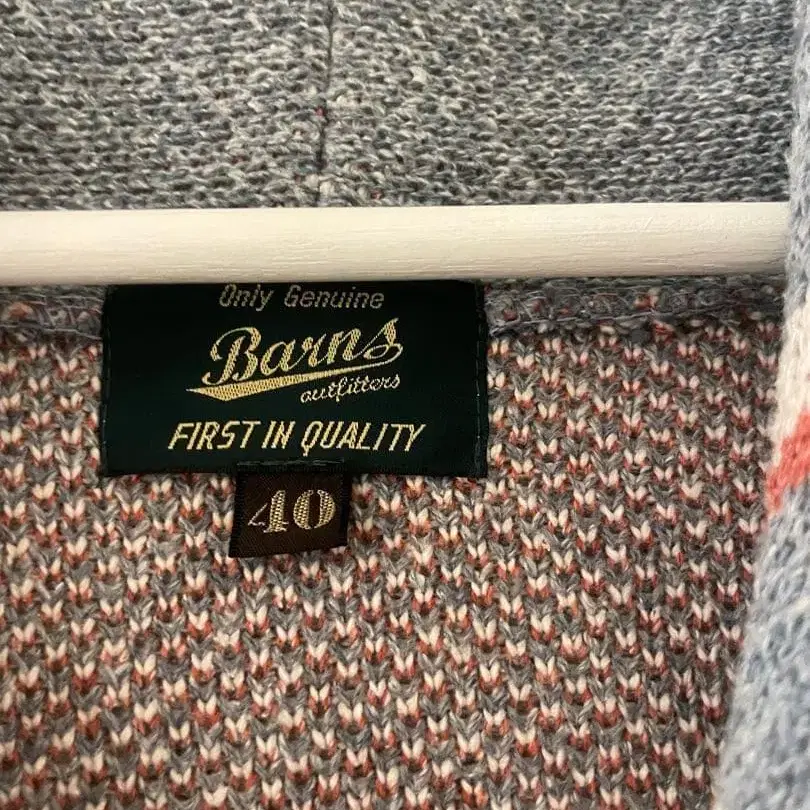 Only Genuine
Barns
outfitters
FIRST IN QUALITY
40